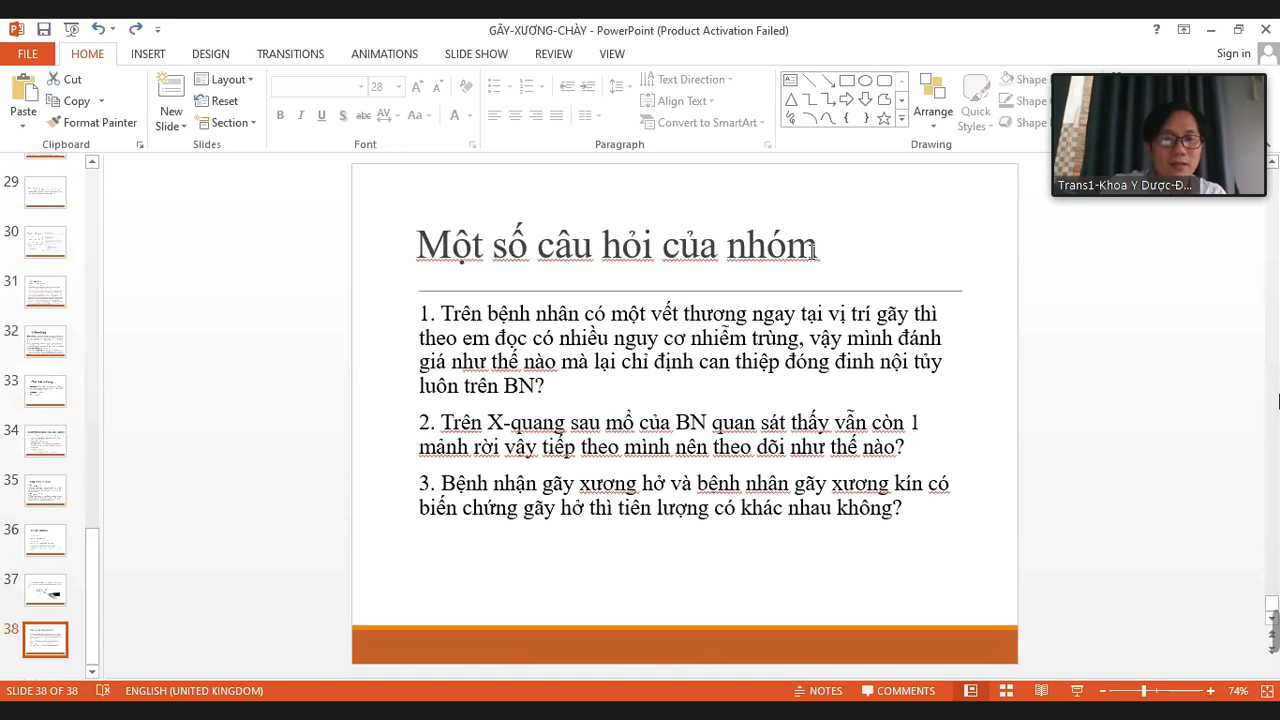 GÃY-XƯƠNG-CHÀY - PowerPoint (Product Activation Failed)
FILE HOME INSERT DESIGN TRANSITIONS ANIMATIONS SLIDE SHOW REVIEW VIEW Sign in
Paste Cut Copy Format Painter
Clipboard
New Slide Layout Reset Section
Slides
28
B I U S abc AV Aa A
Font
Text Direction
Align Text
Convert to SmartArt
Paragraph
Arrange Quick Styles Shape Shape Shape
Drawing
Trans1-Khoa Y Dược-Đ...
29
30
31
32
33
34
35
36
37
38
Một số câu hỏi của nhóm
1. Trên bệnh nhân có một vết thương ngay tại vị trí gãy thì
theo em đọc có nhiều nguy cơ nhiễm trùng, vậy mình đánh
giá như thế nào mà lại chỉ định can thiệp đóng đinh nội tủy
luôn trên BN?
2. Trên X-quang sau mổ của BN quan sát thấy vẫn còn 1
mảnh rời vậy tiếp theo mình nên theo dõi như thế nào?
3. Bệnh nhận gãy xương hở và bệnh nhân gãy xương kín có
biến chứng gãy hở thì tiên lượng có khác nhau không?
SLIDE 38 OF 38 ENGLISH (UNITED KINGDOM) NOTES COMMENTS 74%